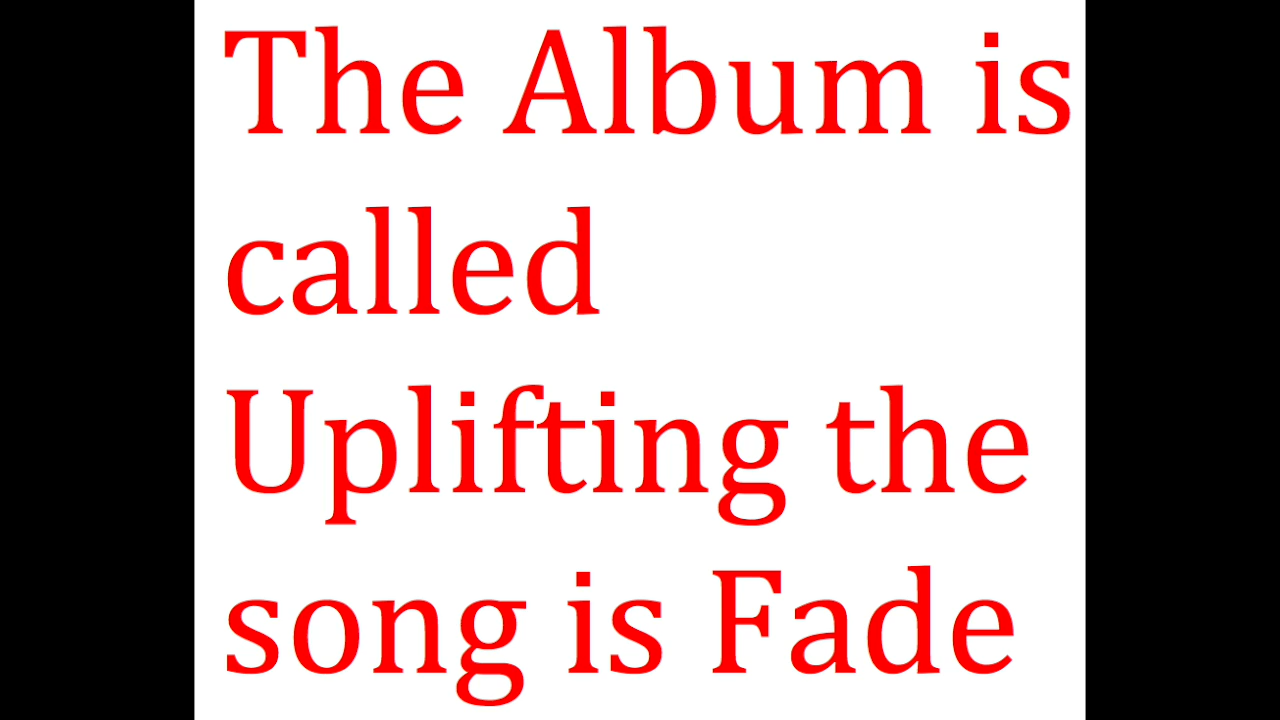 The Album is
called
Uplifting the
song is Fade